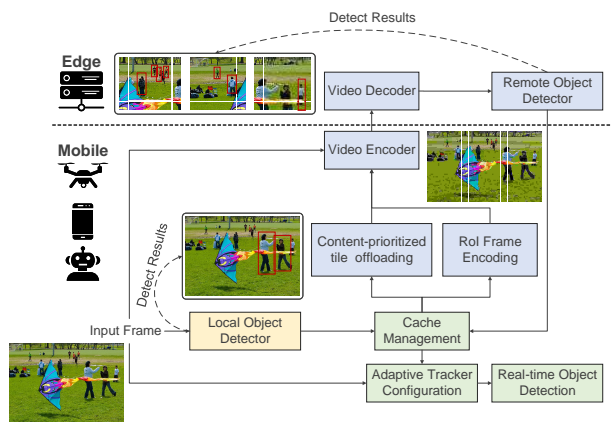 Detect Results
Edge
Video Decoder
Remote Object
Detector
Mobile
Video Encoder
Detect Results
Content-prioritized
tile offloading
RoI Frame
Encoding
Input Frame
Local Object
Detector
Cache
Management
Adaptive Tracker
Configuration
Real-time Object
Detection